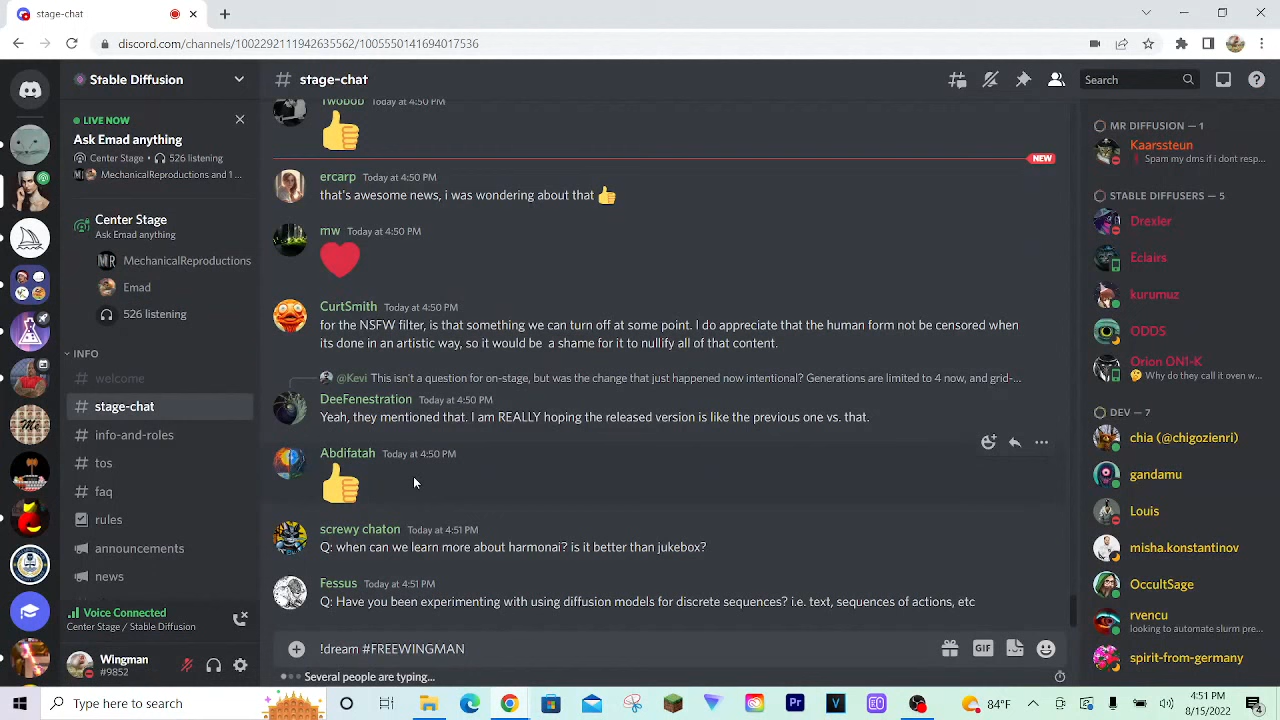 stage-chat
discord.com/channels/1002292111942635562/1005550141694017536
Stable Diffusion
stage-chat
Search
LIVE NOW
Ask Emad anything
Center Stage • 526 listening
MechanicalReproductions and 1 ...
Center Stage
Ask Emad anything
MR MechanicalReproductions
Emad
526 listening
INFO
welcome
stage-chat
info-and-roles
tos
faq
rules
announcements
news
Voice Connected
Center Stage / Stable Diffusion
Wingman
#9852
Twobob Today at 4:50 PM
NEW
ercarp Today at 4:50 PM
that's awesome news, i was wondering about that 👍
mw Today at 4:50 PM
CurtSmith Today at 4:50 PM
for the NSFW filter, is that something we can turn off at some point. I do appreciate that the human form not be censored when
its done in an artistic way, so it would be a shame for it to nullify all of that content.
@Kevi This isn't a question for on-stage, but was the change that just happened now intentional? Generations are limited to 4 now, and grid-...
DeeFenestration Today at 4:50 PM
Yeah, they mentioned that. I am REALLY hoping the released version is like the previous one vs. that.
Abdifatah Today at 4:50 PM
screwy chaton Today at 4:51 PM
Q: when can we learn more about harmonai? is it better than jukebox?
Fessus Today at 4:51 PM
Q: Have you been experimenting with using diffusion models for discrete sequences? i.e. text, sequences of actions, etc
!dream #FREEWINGMAN
GIF
Several people are typing...
MR DIFFUSION — 1
Kaarssteun
Spam my dms if i dont resp...
STABLE DIFFUSERS — 5
Drexler
Eclairs
kurumuz
ODDS
Orion ON1-K
🤔 Why do they call it oven w...
DEV — 7
chia (@chigozienri)
gandamu
Louis
misha.konstantinov
OccultSage
rvencu
looking to automate slurm pre...
spirit-from-germany
Type here to search
84°F
4:51 PM
8/15/2022